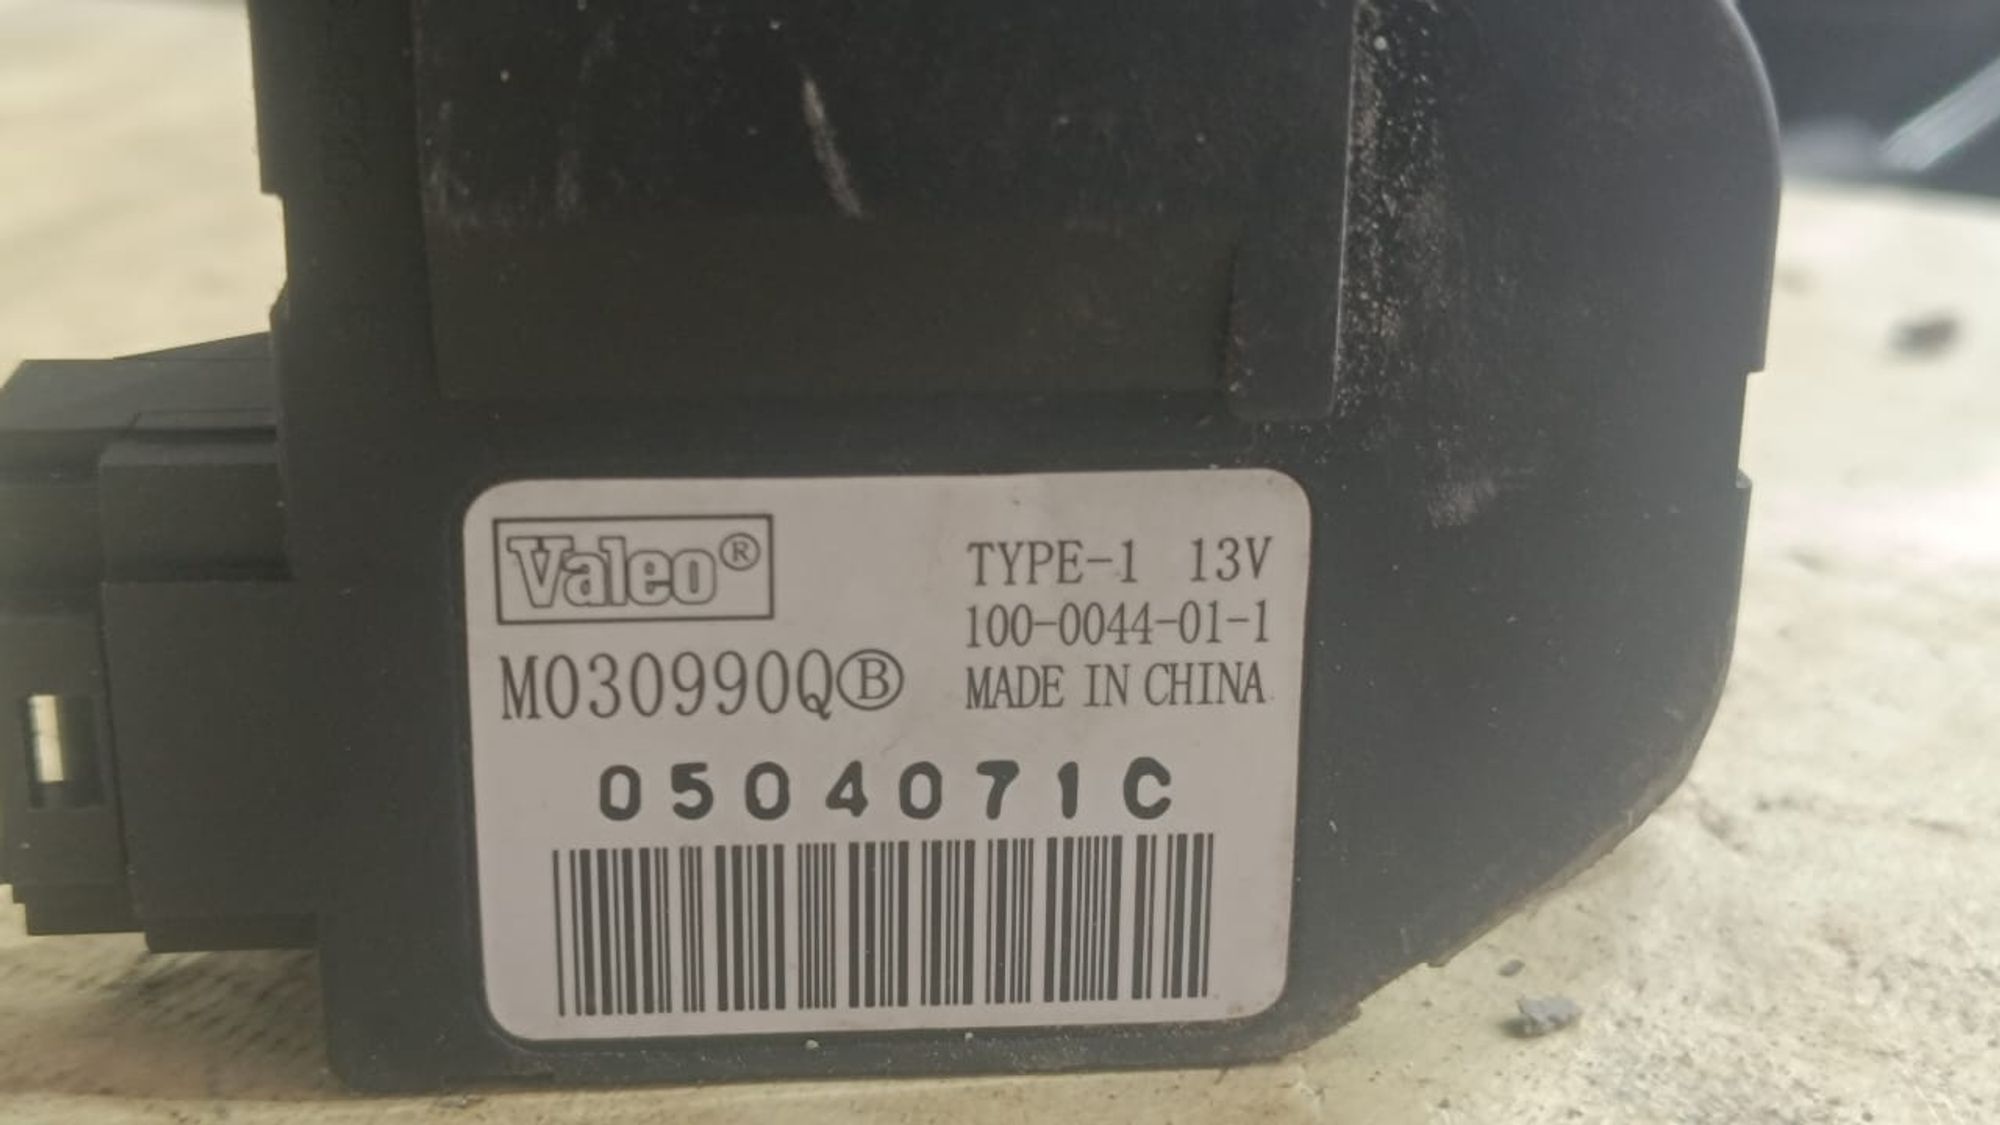 Valeo®
TYPE-1 13V
100-0044-01-1
M030990QⒷ
MADE IN CHINA
0504071C